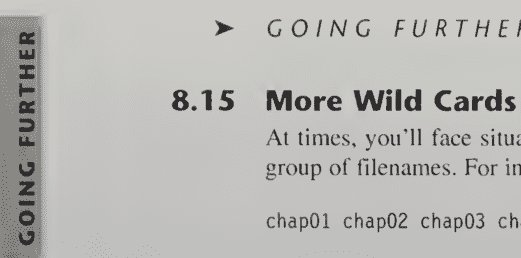 ➤ GOING FURTHER
8.15 More Wild Cards
At times, you'll face
group of filenames. For
chap01 chap02 chap03
GOING FURTHER